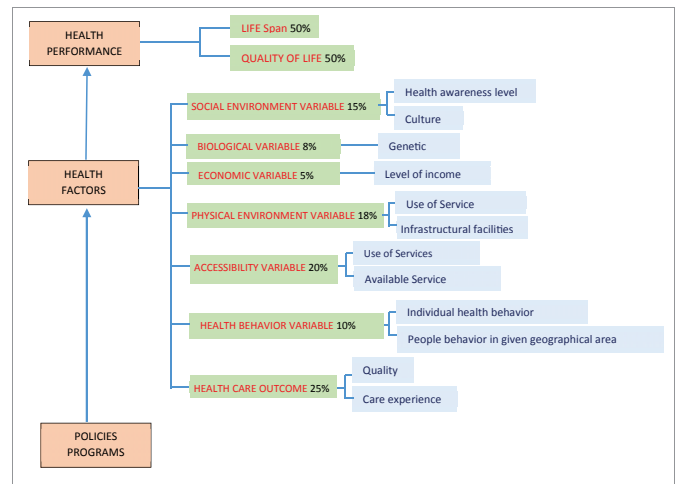 HEALTH
PERFORMANCE
LIFE Span 50%
QUALITY OF LIFE 50%
HEALTH
FACTORS
SOCIAL ENVIRONMENT VARIABLE 15%
Health awareness level
Culture
BIOLOGICAL VARIABLE 8%
Genetic
ECONOMIC VARIABLE 5%
Level of income
PHYSICAL ENVIRONMENT VARIABLE 18%
Use of Service
Infrastructural facilities
ACCESSIBILITY VARIABLE 20%
Use of Services
Available Service
HEALTH BEHAVIOR VARIABLE 10%
Individual health behavior
People behavior in given geographical area
HEALTH CARE OUTCOME 25%
Quality
Care experience
POLICIES
PROGRAMS